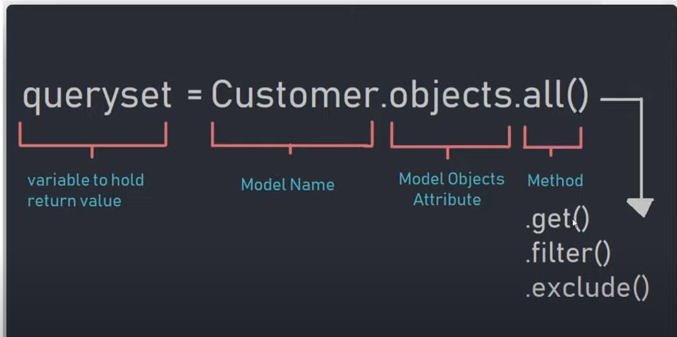 queryset = Customer.objects.all()
variable to hold
return value
Model Name
Model Objects
Attribute
Method
.get()
.filter()
.exclude()